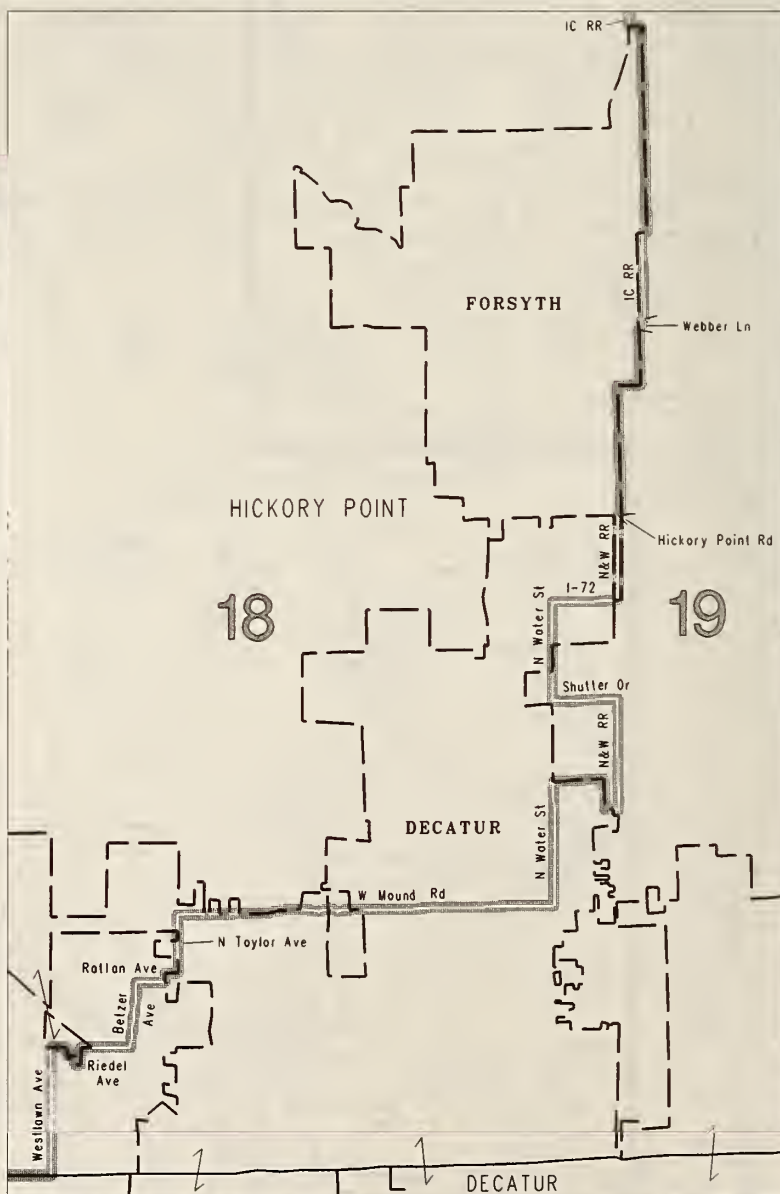 IC RR
FORSYTH
IC RR
Webber Ln
HICKORY POINT
Hickory Point Rd
N&W RR
I-72
18
N Water St
19
Shutter Dr
N&W RR
DECATUR
N Water St
W Mound Rd
N Taylor Ave
Ratlan Ave
Betzer
Ave
Riedel
Ave
Westlawn Ave
DECATUR